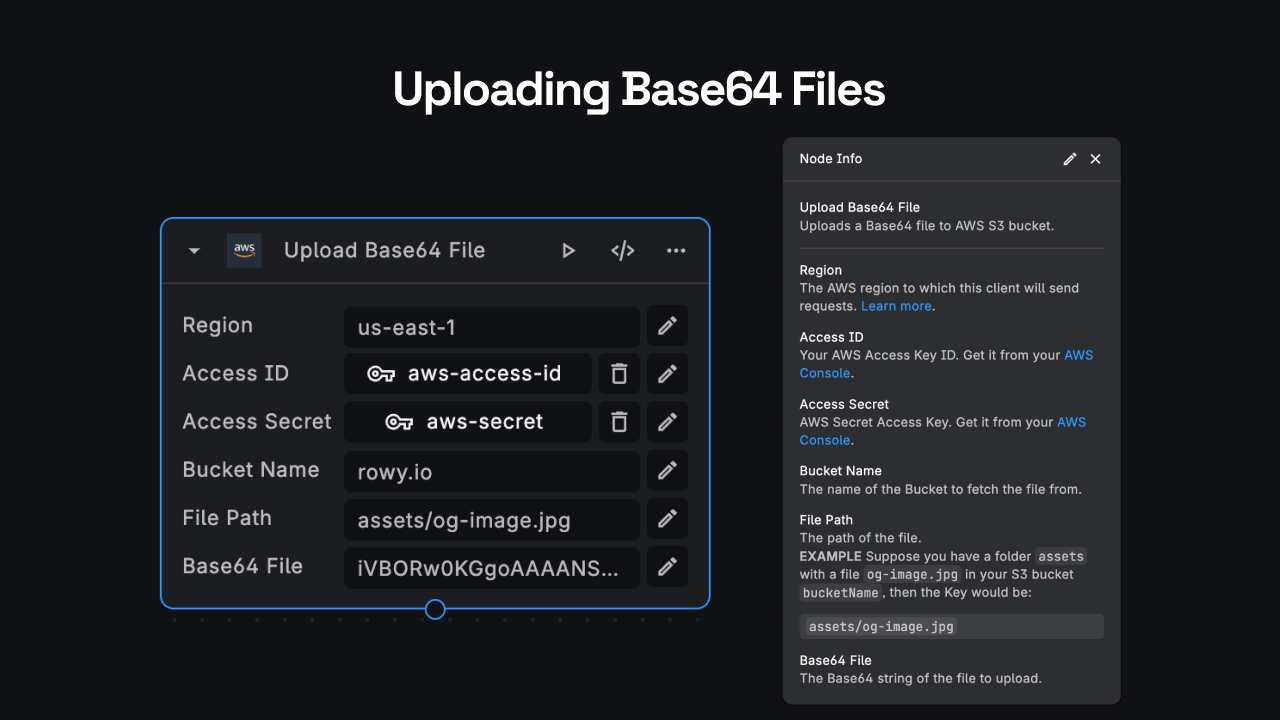 Uploading Base64 Files
aws
Upload Base64 File
Region
us-east-1
Access ID
aws-access-id
Access Secret
aws-secret
Bucket Name
rowy.io
File Path
assets/og-image.jpg
Base64 File
iVBORw0KGgoAAAANS...
Node Info
Upload Base64 File
Uploads a Base64 file to AWS S3 bucket.
Region
The AWS region to which this client will send
requests. Learn more.
Access ID
Your AWS Access Key ID. Get it from your AWS
Console.
Access Secret
AWS Secret Access Key. Get it from your AWS
Console.
Bucket Name
The name of the Bucket to fetch the file from.
File Path
The path of the file.
EXAMPLE Suppose you have a folder assets
with a file og-image.jpg in your S3 bucket
bucketName, then the Key would be:
assets/og-image.jpg
Base64 File
The Base64 string of the file to upload.